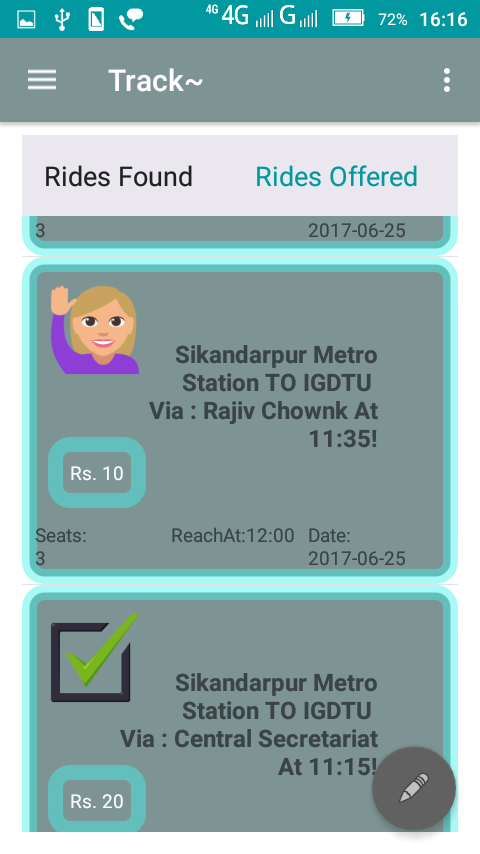 4G 4G G 72% 16:16
Track~
Rides Found Rides Offered
3 2017-06-25
Sikandarpur Metro
Station TO IGDTU
Via : Rajiv Chownk At
11:35!
Rs. 10
Seats: ReachAt:12:00 Date:
3 2017-06-25
Sikandarpur Metro
Station TO IGDTU
Via : Central Secretariat
At 11:15!
Rs. 20